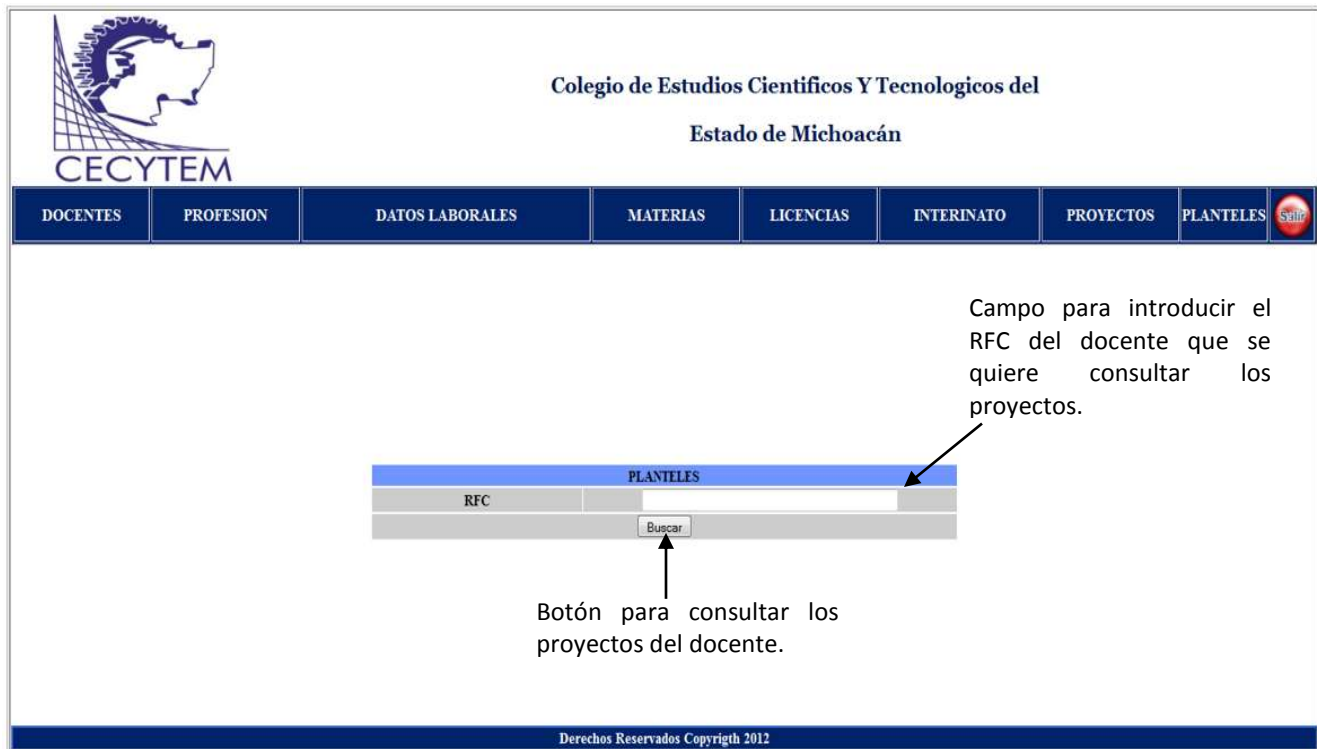 CECYTEM
Colegio de Estudios Cientificos Y Tecnologicos del
Estado de Michoacán
DOCENTES PROFESION DATOS LABORALES MATERIAS LICENCIAS INTERINATO PROYECTOS PLANTELES Salir
Campo para introducir el
RFC del docente que se
quiere consultar los
proyectos.
PLANTELES
RFC
Buscar
Botón para consultar los
proyectos del docente.
Derechos Reservados Copyrigth 2012